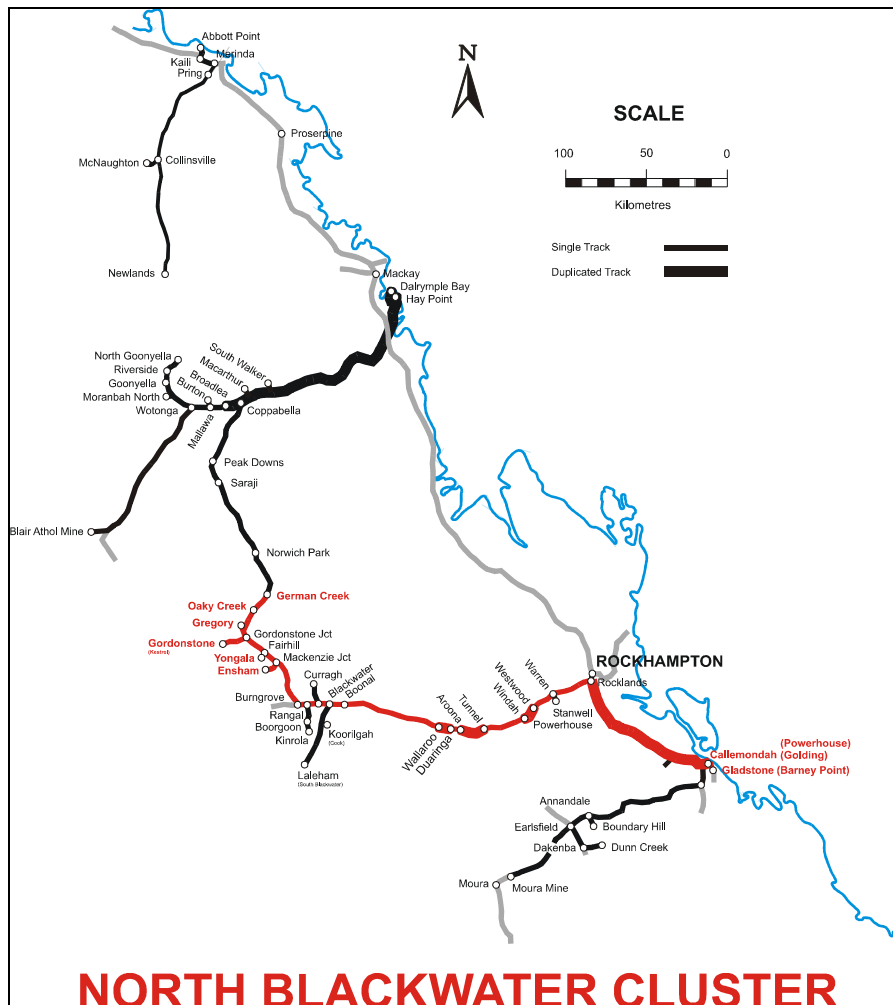 Abbott Point
Kaili
Merinda
Pring
N
SCALE
Proserpine
100 50 0
Kilometres
McNaughton
Collinsville
Single Track
Duplicated Track
Newlands
Mackay
Dalrymple Bay
Hay Point
North Goonyella
Riverside
Goonyella
Moranbah North
Wotonga
South Walker
Macarthur
Broadlea
Burton
Mallawa
Coppabella
Peak Downs
Saraji
Blair Athol Mine
Norwich Park
German Creek
Oaky Creek
Gregory
Gordonstone
(Kestrel)
Gordonstone Jct
Fairhill
Yongala
Mackenzie Jct
Ensham
Curragh
Blackwater
Boonal
Burngrove
Rangal
Boorgoon
Kinrola
Koorilgah
(Cook)
Laleham
(South Blackwater)
Wallaroo
Duaringa
Aroona
Tunnel
Windah
Westwood
Warren
Stanwell
Powerhouse
ROCKHAMPTON
Rocklands
(Powerhouse)
Callemondah (Golding)
Gladstone (Barney Point)
Annandale
Earlsfield
Boundary Hill
Dakenba
Dunn Creek
Moura
Moura Mine
NORTH BLACKWATER CLUSTER